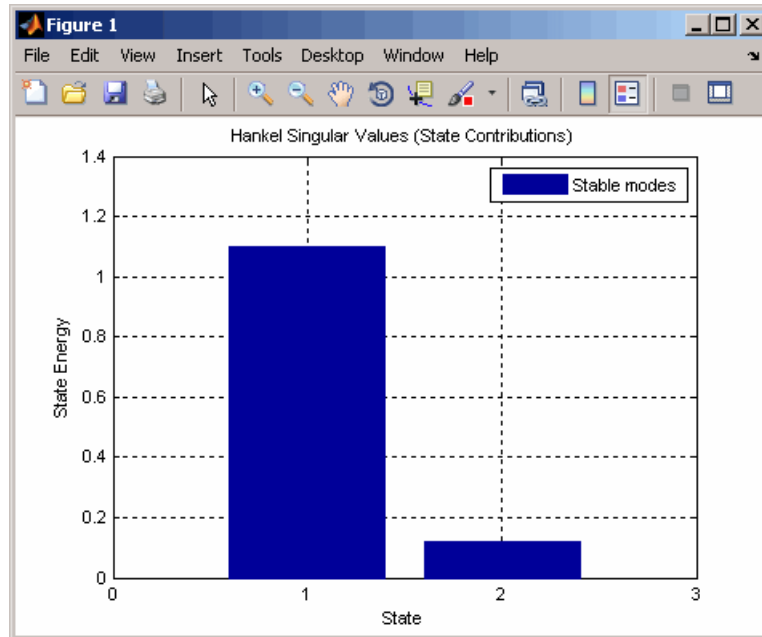 Figure 1
File Edit View Insert Tools Desktop Window Help
Hankel Singular Values (State Contributions)
Stable modes
1.4
1.2
1
0.8
0.6
0.4
0.2
0
State Energy
0 1 2 3
State